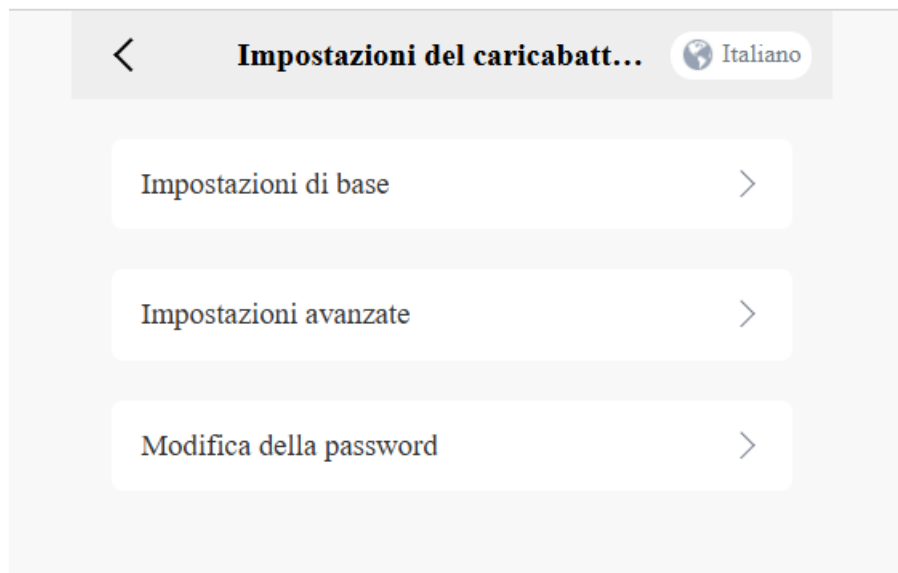 Impostazioni del caricabatt...
Italiano
Impostazioni di base
Impostazioni avanzate
Modifica della password